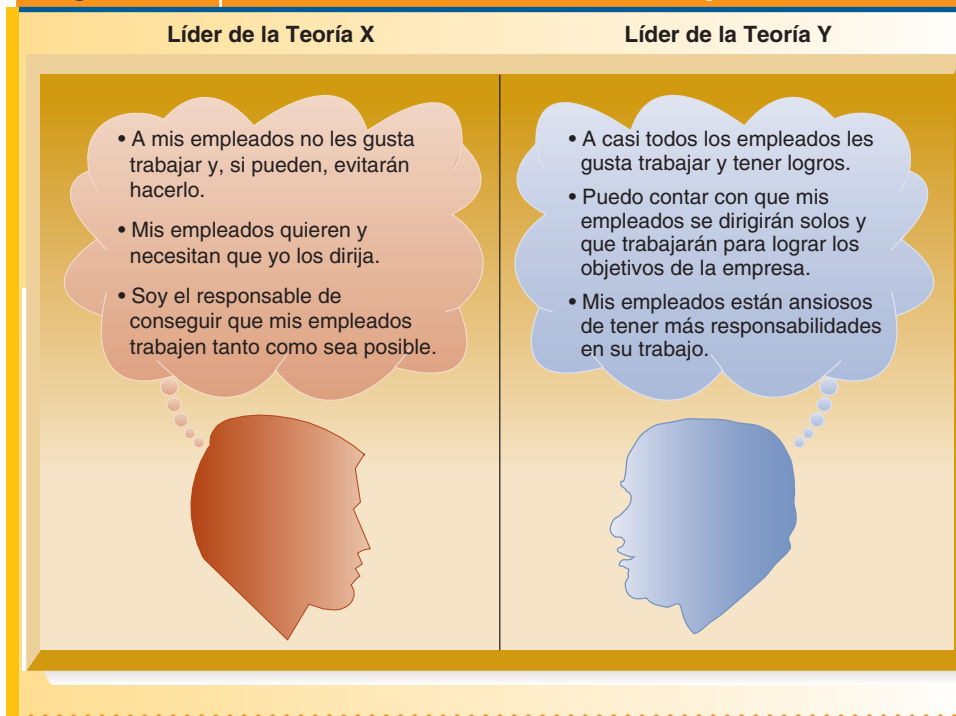 Líder de la Teoría X
Líder de la Teoría Y
• A mis empleados no les gusta
trabajar y, si pueden, evitarán
hacerlo.
• Mis empleados quieren y
necesitan que yo los dirija.
• Soy el responsable de
conseguir que mis empleados
trabajen tanto como sea posible.
• A casi todos los empleados les
gusta trabajar y tener logros.
• Puedo contar con que mis
empleados se dirigirán solos y
que trabajarán para lograr los
objetivos de la empresa.
• Mis empleados están ansiosos
de tener más responsabilidades
en su trabajo.